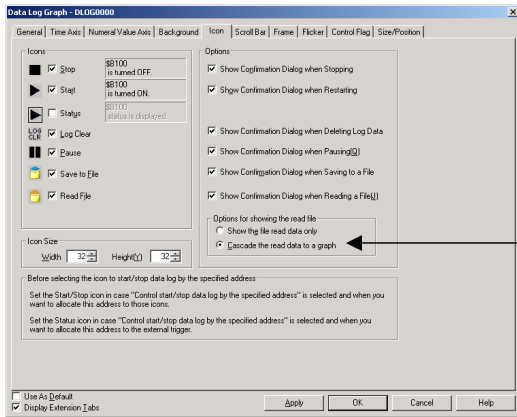 Data Log Graph - DLOG0000
General Time Axis Numeral Value Axis Background Icon Scroll Bar Frame Flicker Control Flag Size/Position
Icons
Stop
$B100
is turned OFF.
Start
$B100
is turned ON.
Status
$B100
status is displayed.
LOG
CLR
Log Clear
Pause
Save to File
Read File
Icon Size
Width 32 Height(Y) 32
Options
Show Confirmation Dialog when Stopping
Show Confirmation Dialog when Restarting
Show Confirmation Dialog when Deleting Log Data
Show Confirmation Dialog when Pausing(Q)
Show Confirmation Dialog when Saving to a File
Show Confirmation Dialog when Reading a File(J)
Options for showing the read file
Show the file read data only
Cascade the read data to a graph
Before selecting the icon to start/stop data log by the specified address
Set the Start/Stop icon in case "Control start/stop data log by the specified address" is selected and when you
want to allocate this address to those icons.
Set the Status icon in case "Control start/stop data log by the specified address" is selected and when you
want to allocate this address to the external trigger.
Use As Default
Display Extension Tabs
Apply OK Cancel Help